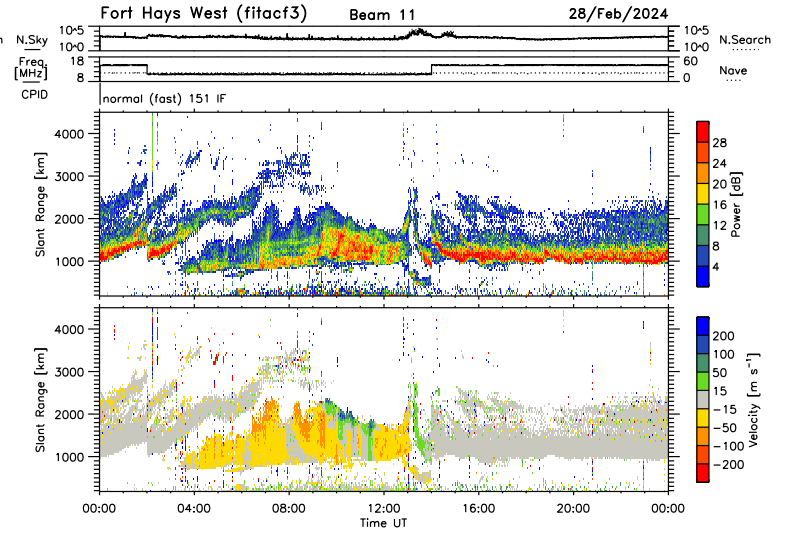 Fort Hays West (fitacf3) Beam 11 28/Feb/2024
n N.Sky 10^5 10^0 10^5 10^0 N.Search
Freq. [MHz] 18 8 60 0 Nave
CPID normal (fast) 151 IF
Slant Range [km] 4000 3000 2000 1000
Power [dB] 28 24 20 16 12 8 4
Slant Range [km] 4000 3000 2000 1000
Velocity [m s⁻¹] 200 100 50 15 -15 -50 -100 -200
00:00 04:00 08:00 12:00 16:00 20:00 00:00
Time UT